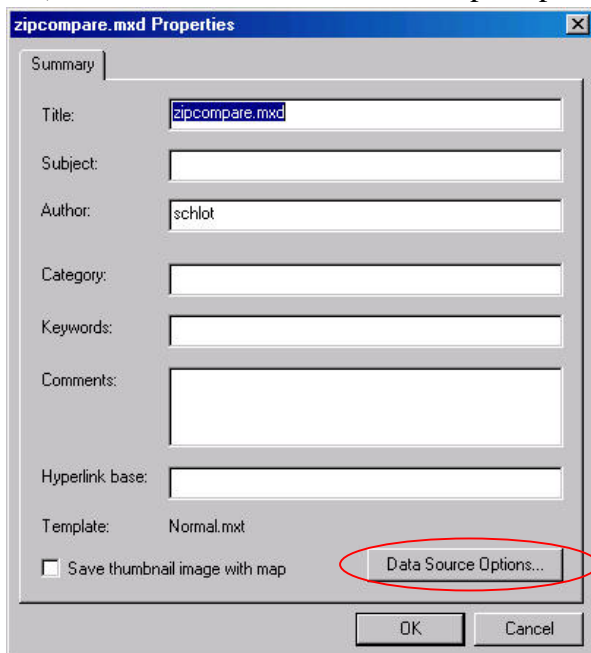 zipcompare.mxd Properties
Summary
Title: zipcompare.mxd
Subject:
Author: schlot
Category:
Keywords:
Comments:
Hyperlink base:
Template: Normal.mxt
Save thumbnail image with map Data Source Options...
OK Cancel